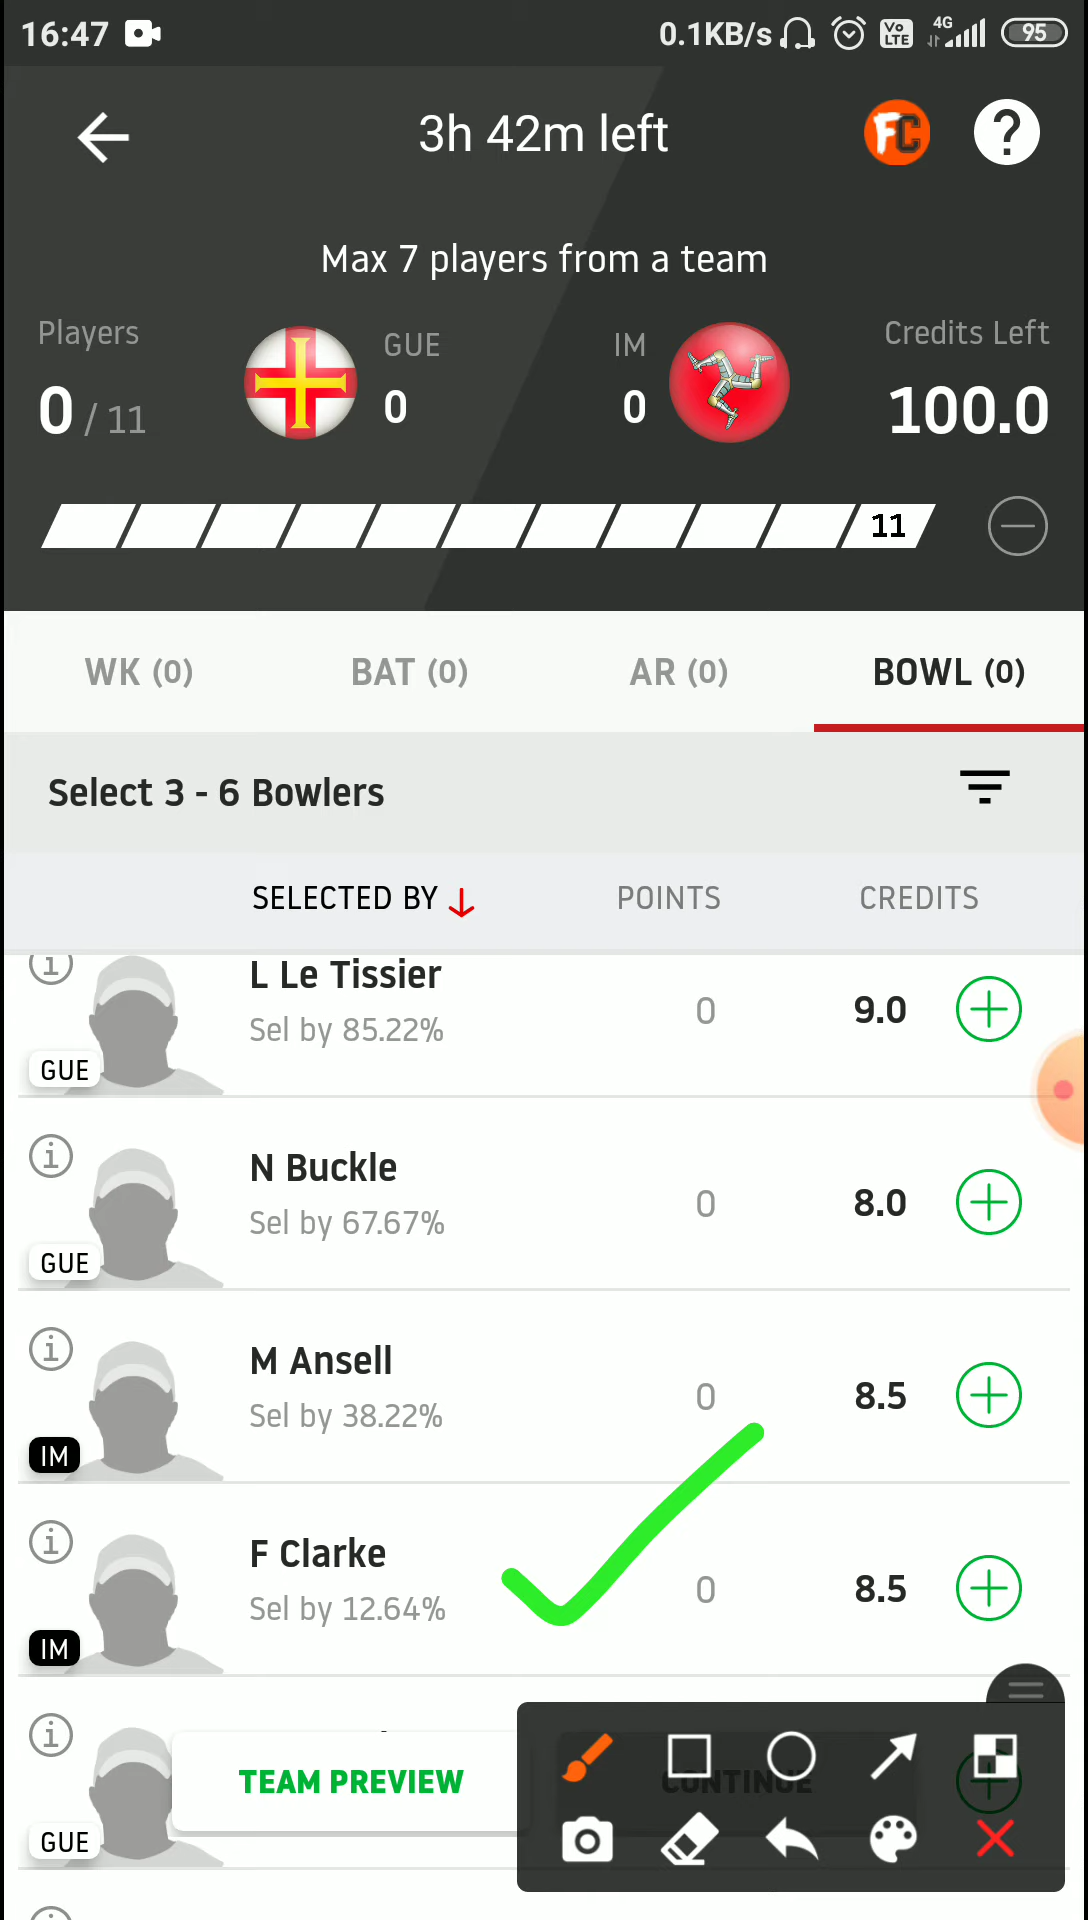 16:47 0.1KB/s Vo LTE 4G 95
3h 42m left FC ?
Max 7 players from a team
Players GUE IM Credits Left
0 / 11 0 0 100.0
11
WK (0) BAT (0) AR (0) BOWL (0)
Select 3 - 6 Bowlers
SELECTED BY POINTS CREDITS
L Le Tissier
Sel by 85.22% 0 9.0
GUE
N Buckle
Sel by 67.67% 0 8.0
GUE
M Ansell
Sel by 38.22% 0 8.5
IM
F Clarke
Sel by 12.64% 0 8.5
IM
TEAM PREVIEW CONTINUE
GUE